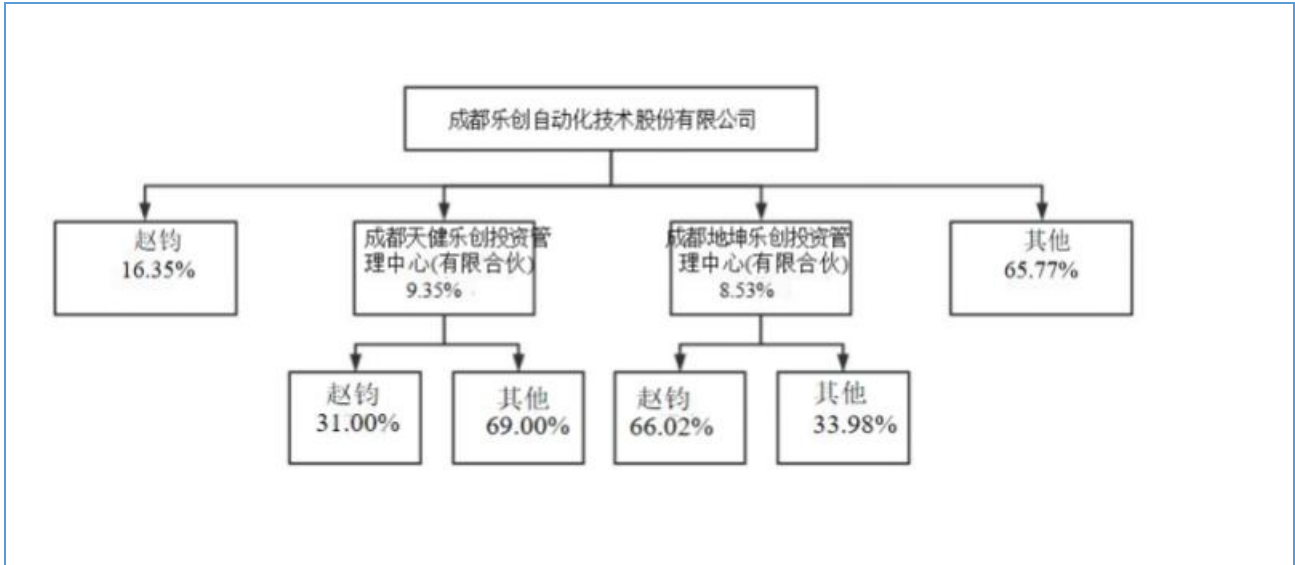 成都乐创自动化技术股份有限公司
赵钧
16.35%
成都天健乐创投资管
理中心(有限合伙)
9.35%
成都地坤乐创投资管
理中心(有限合伙)
8.53%
其他
65.77%
赵钧
31.00%
其他
69.00%
赵钧
66.02%
其他
33.98%